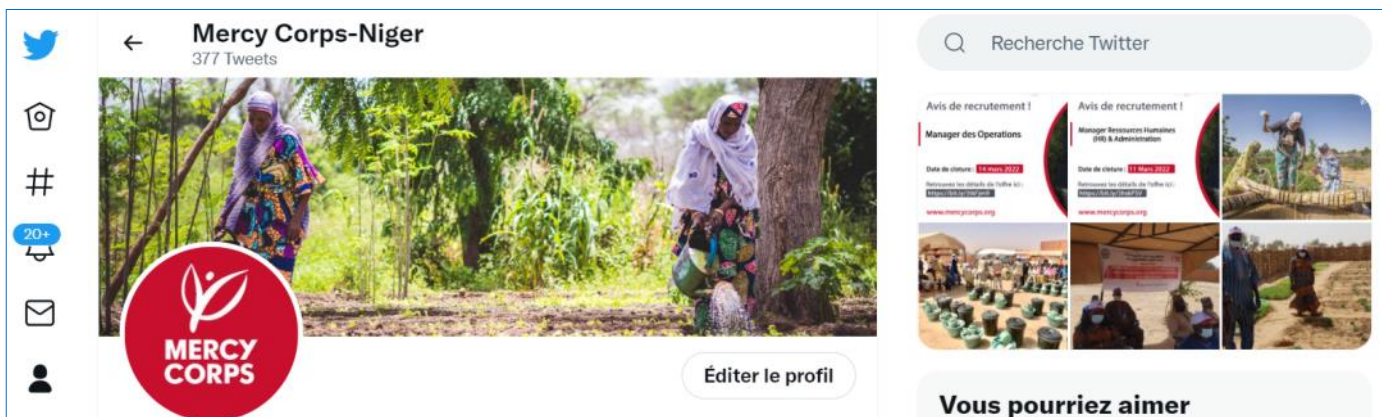 Mercy Corps-Niger
377 Tweets
20+
MERCY
CORPS
Éditer le profil
Recherche Twitter
Avis de recrutement !
Manager des Operations
Date de cloture : 14 mars 2022
Retrouvez les détails de l'offre ici :
www.mercycorps.org
Avis de recrutement !
Manager Ressources Humaines
(HR) & Administration
Date de cloture : 11 Mars 2022
Retrouvez les détails de l'offre ici :
www.mercycorps.org
Vous pourriez aimer